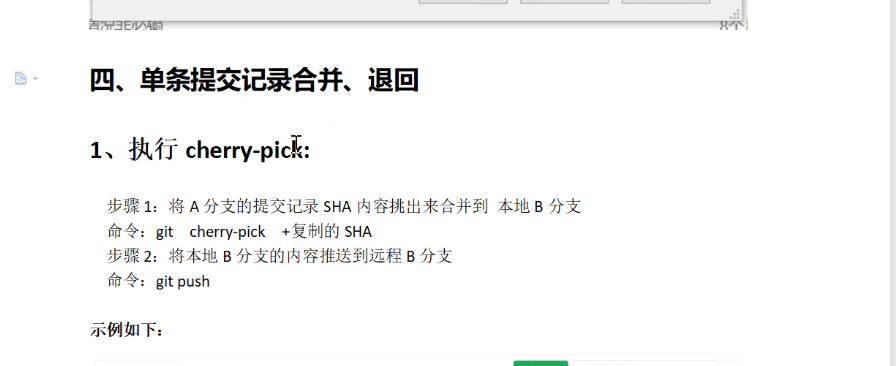 四、单条提交记录合并、退回
1、执行 cherry-pick:
步骤 1：将 A 分支的提交记录 SHA 内容挑出来合并到 本地 B 分支
命令：git cherry-pick +复制的 SHA
步骤 2：将本地 B 分支的内容推送到远程 B 分支
命令：git push
示例如下：